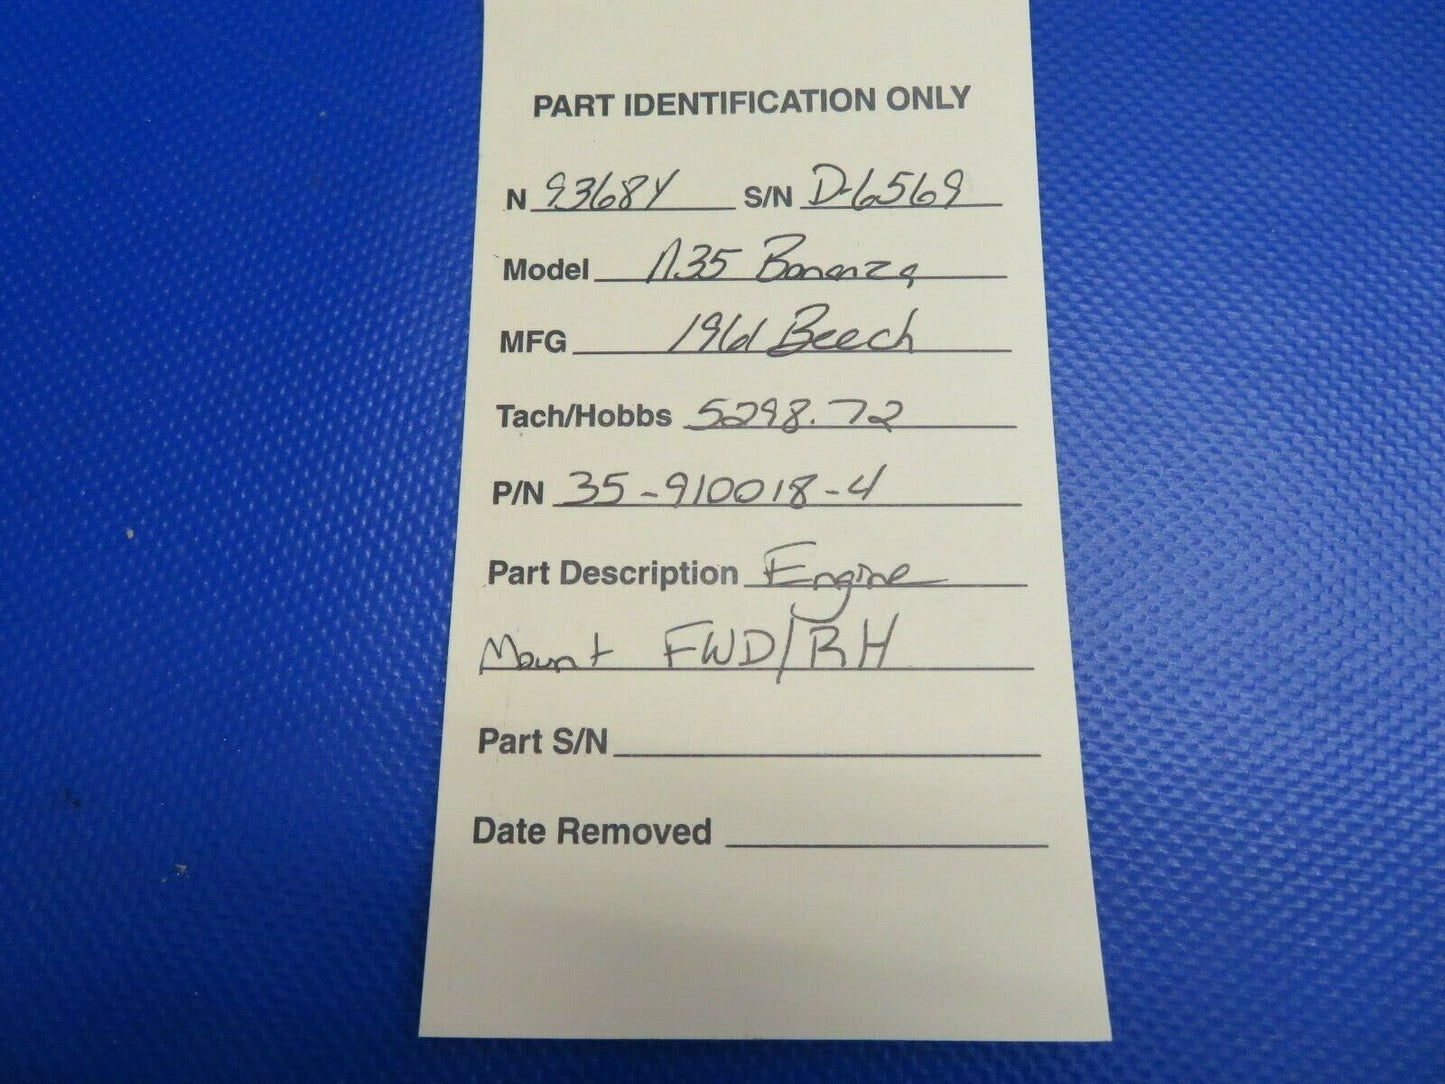 PART IDENTIFICATION ONLY
N 9368Y S/N D-6569
Model N35 Bonanza
MFG 1961 Beech
Tach/Hobbs 5298.72
P/N 35-910018-4
Part Description Engine
Mount FWD/RH
Part S/N
Date Removed